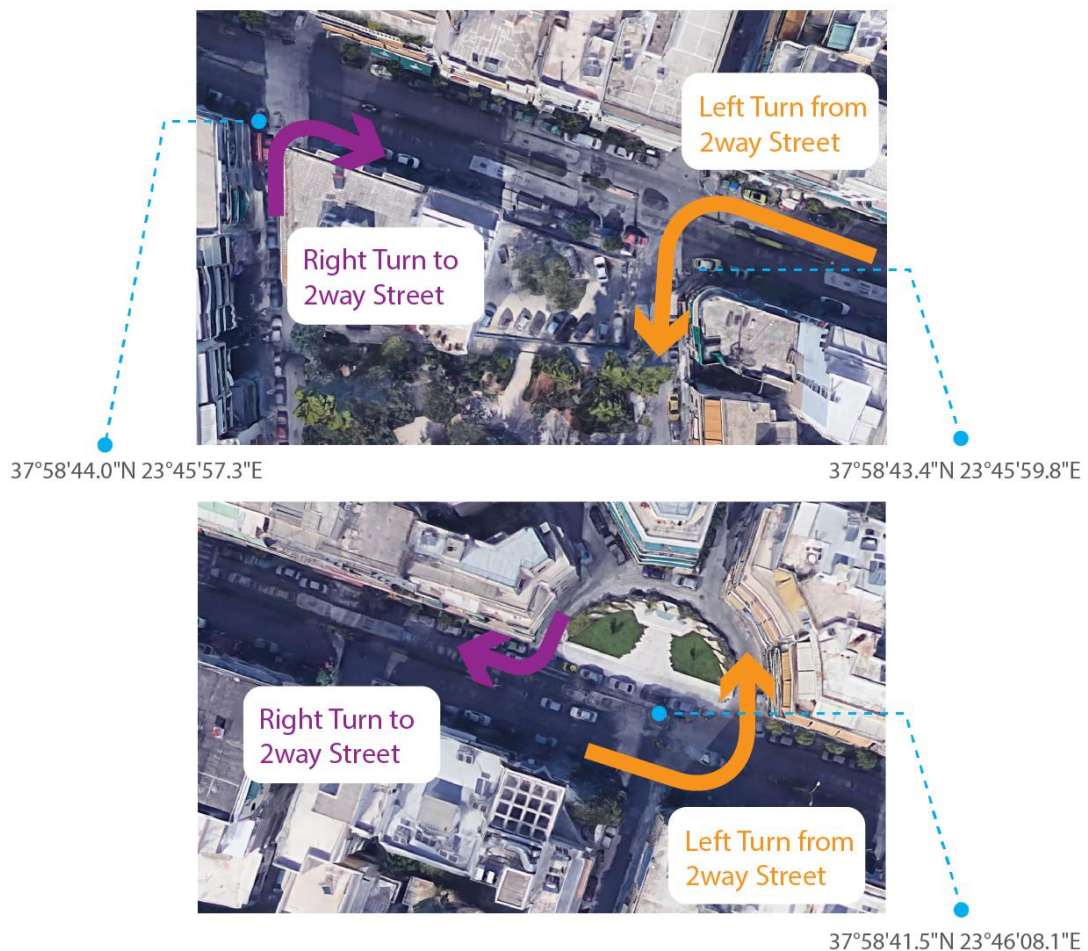 Left Turn from
2way Street
Right Turn to
2way Street
37°58'44.0"N 23°45'57.3"E
37°58'43.4"N 23°45'59.8"E
Right Turn to
2way Street
Left Turn from
2way Street
37°58'41.5"N 23°46'08.1"E